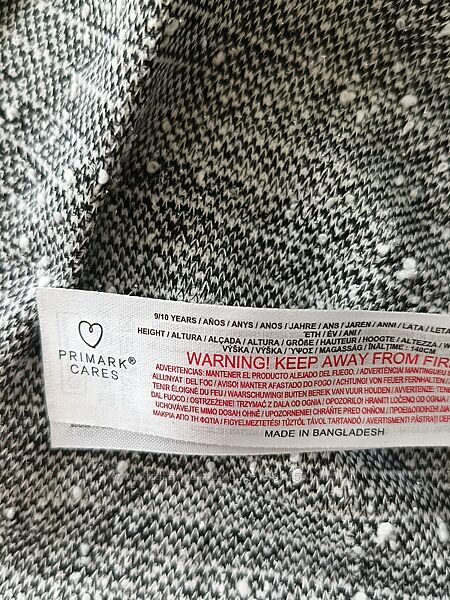 PRIMARK®
CARES
9/10 YEARS / AÑOS / ANYS / ANOS / JAHRE / ANS / JAREN / ANNI / LATA / LETA
ETH / ÉV / ANI /
HEIGHT / ALTURA / ALÇADA / ALTURA / GRÖßE / HAUTEUR / HOOGTE / ALTEZZA /
VÝŠKA / VÝŠKA / ΎΨΟΣ / MAGASSÁG / ÎNĂLŢIME : 140CM
WARNING! KEEP AWAY FROM FIR
ADVERTENCIAS: MANTENER EL PRODUCTO ALEJADO DEL FUEGO. / ADVERTÈNCIA! MANTINGUEU
ALLUNYAT DEL FOC / AVISO! MANTER AFASTADO DO FOGO / ACHTUNG! VON FEUER FERNHALTEN /
TENIR ÉLOIGNÉ DU FEU / WAARSCHUWING! BUITEN BEREIK VAN VUUR HOUDEN / AVVERTENZE: TENERE
DAL FUOCO / OSTRZEŻENIE! TRZYMAĆ Z DALA OD OGNIA / OPOZORILO! HRANITI LOČENO OD OGNJA /
UCHOVÁVEJTE MIMO DOSAH OHNĚ / UPOZORNENIE! CHRÁŇTE PRED OHŇOM / ΠΡΟΕΙΔΟΠΟΙΗΣΗ!
ΜΑΚΡΙΑ ΑΠΟ ΤΗ ΦΩΤΙΑ / FIGYELMEZTETÉS! TŰZTŐL TÁVOL TARTANDÓ / AVERTISMENT! PĂSTRAŢI
MADE IN BANGLADESH